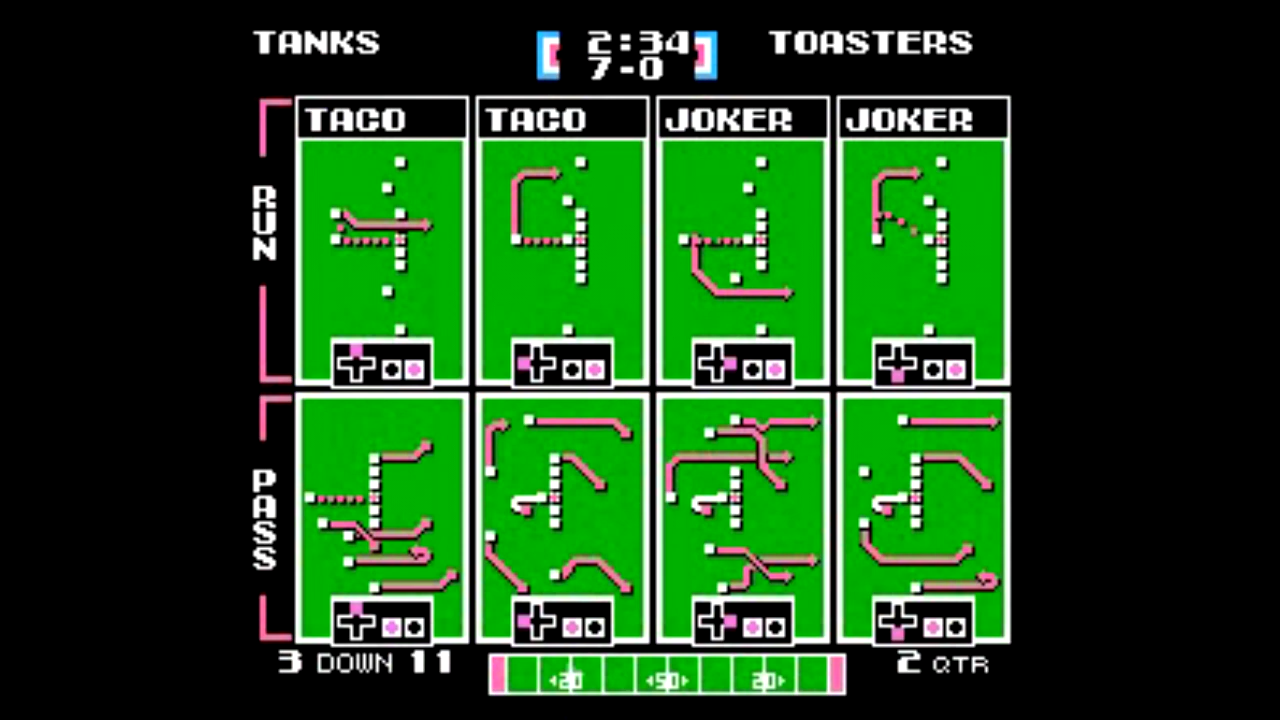 TANKS 2:34 TOASTERS
7-0
TACO TACO JOKER JOKER
RUN
PASS
3 DOWN 11 2 QTR
20 50 20